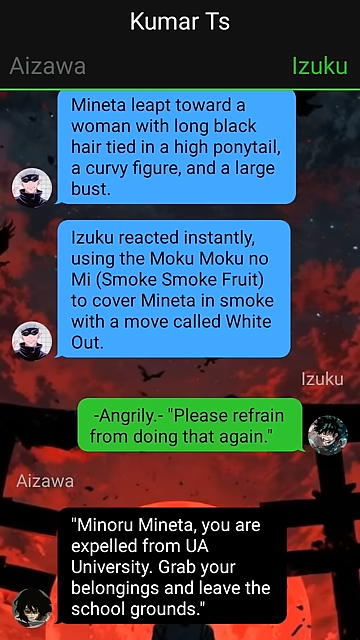 Kumar Ts
Aizawa
Izuku
Mineta leapt toward a
woman with long black
hair tied in a high ponytail,
a curvy figure, and a large
bust.
Izuku reacted instantly,
using the Moku Moku no
Mi (Smoke Smoke Fruit)
to cover Mineta in smoke
with a move called White
Out.
Izuku
-Angrily.- "Please refrain
from doing that again."
Aizawa
"Minoru Mineta, you are
expelled from UA
University. Grab your
belongings and leave the
school grounds."